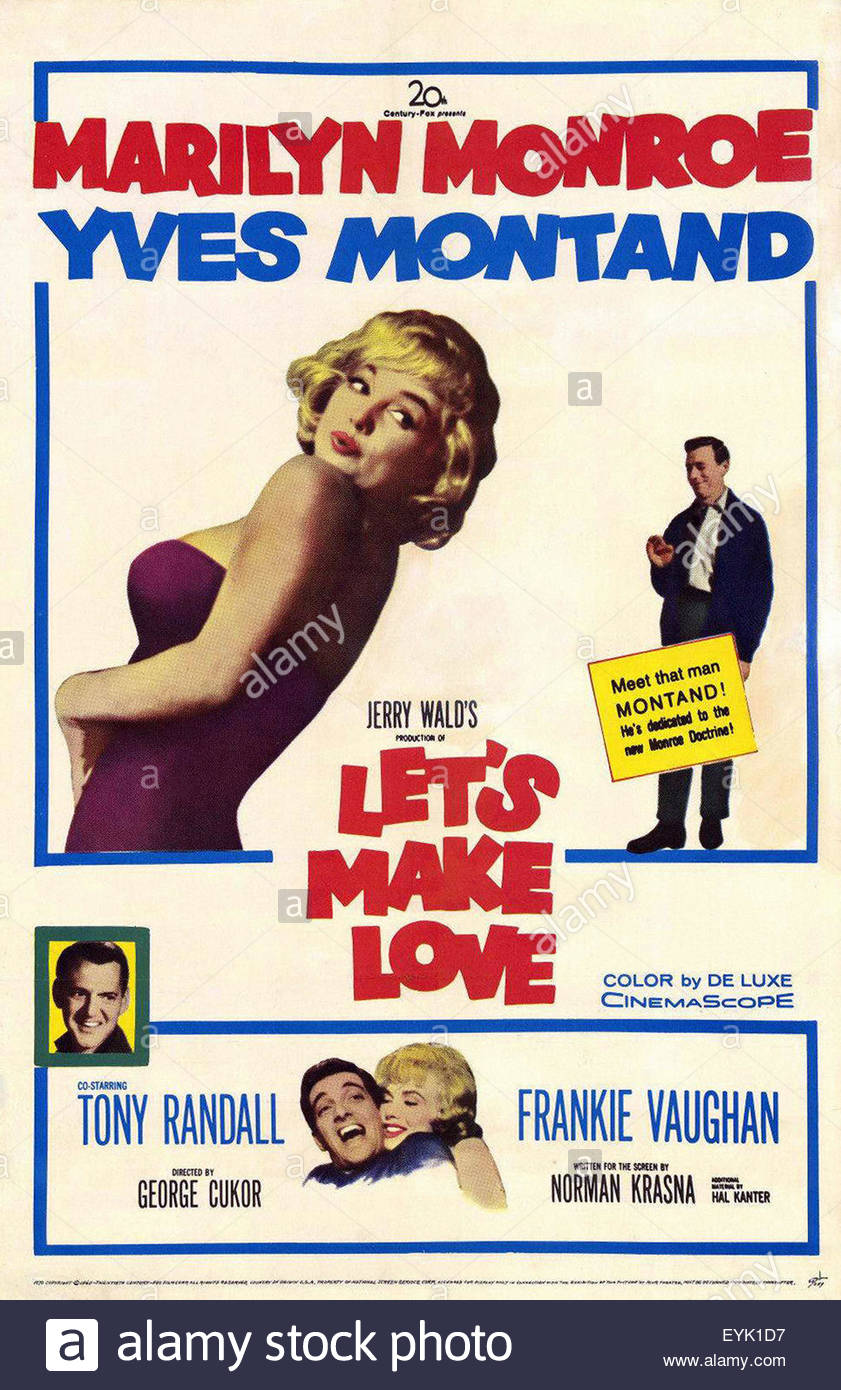 20th
Century-Fox presents
MARILYN MONROE
YVES MONTAND
Meet that man
MONTAND!
He's dedicated to the
new Monroe Doctrine!
JERRY WALD'S
PRODUCTION OF
LET'S
MAKE
LOVE
COLOR by DE LUXE
CINEMASCOPE
CO-STARRING
TONY RANDALL
FRANKIE VAUGHAN
DIRECTED BY
GEORGE CUKOR
WRITTEN FOR THE SCREEN BY
NORMAN KRASNA
ADDITIONAL
MATERIAL BY
HAL KANTER
COPYRIGHT © 1960
alamy
a
alamy stock photo
EYK1D7
www.alamy.com